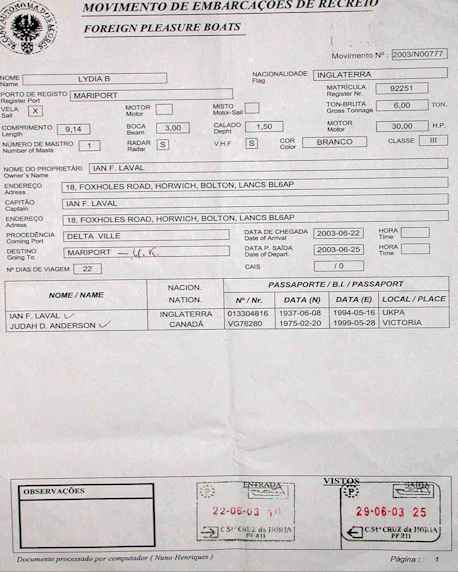 MOVIMENTO DE EMBARCAÇÕES DE RECREIO
FOREIGN PLEASURE BOATS
Movimento Nº : 2003/N00777
NOME Name LYDIA B NACIONALIDADE Flag INGLATERRA
PORTO DE REGISTO Register Port MARIPORT MATRÍCULA Register Nr. 92251
VELA Sail X MOTOR Motor MISTO Motor-Sail TON-BRUTA Gross Tonnage 6,00 TON.
COMPRIMENTO Length 9,14 BOCA Beam 3,00 CALADO Depht 1,50 MOTOR Motor 30,00 H.P.
NÚMERO DE MASTRO Number of Masts 1 RADAR Radar S V.H.F S COR Color BRANCO CLASSE III
NOME DO PROPRIETÁRI Owner's Name IAN F. LAVAL
ENDEREÇO Adress 18, FOXHOLES ROAD, HORWICH, BOLTON, LANCS BL6AP
CAPITÃO Captain IAN F. LAVAL
ENDEREÇO Adress 18, FOXHOLES ROAD, HORWICH, BOLTON, LANCS BL6AP
PROCEDÊNCIA Coming Port DELTA VILLE DATA DE CHEGADA Date of Arrival 2003-06-22 HORA Time
DESTINO Going To MARIPORT – U.K. DATA P. SAÍDA Date of Depart. 2003-06-25 HORA Time
Nº DIAS DE VIAGEM 22 CAIS / 0
NOME / NAME NACION. NATION. PASSAPORTE / B.I. / PASSAPORT
Nº / Nr. DATA (N) DATA (E) LOCAL / PLACE
IAN F. LAVAL INGLATERRA 013304816 1937-06-08 1994-05-16 UKPA
JUDAH D. ANDERSON CANADÁ VG76280 1975-02-20 1999-05-28 VICTORIA
VISTOS
OBSERVAÇÕES
P ENTRADA
22-06-03
C.Stª CRUZ da HORTA
PF.211
P SAÍDA
29-06-03 25
C.Stª CRUZ da HORTA
PF.211
Documento processado por computador ( Nuno Henriques ) Página : 1